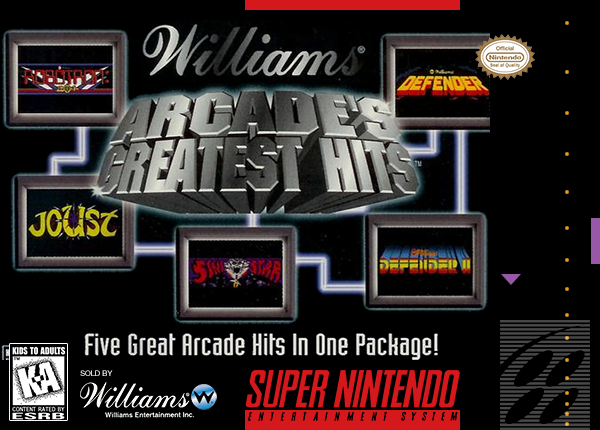 Williams®
ARCADE'S
GREATEST HITS™
ROBOTRON
2084
Williams
DEFENDER
Official
Nintendo
Seal of Quality
JOUST
SINISTAR
DEFENDER II
Five Great Arcade Hits In One Package!
KIDS TO ADULTS
K-A
CONTENT RATED BY
ESRB
SOLD BY
Williams
Williams Entertainment Inc.
SUPER NINTENDO
ENTERTAINMENT SYSTEM